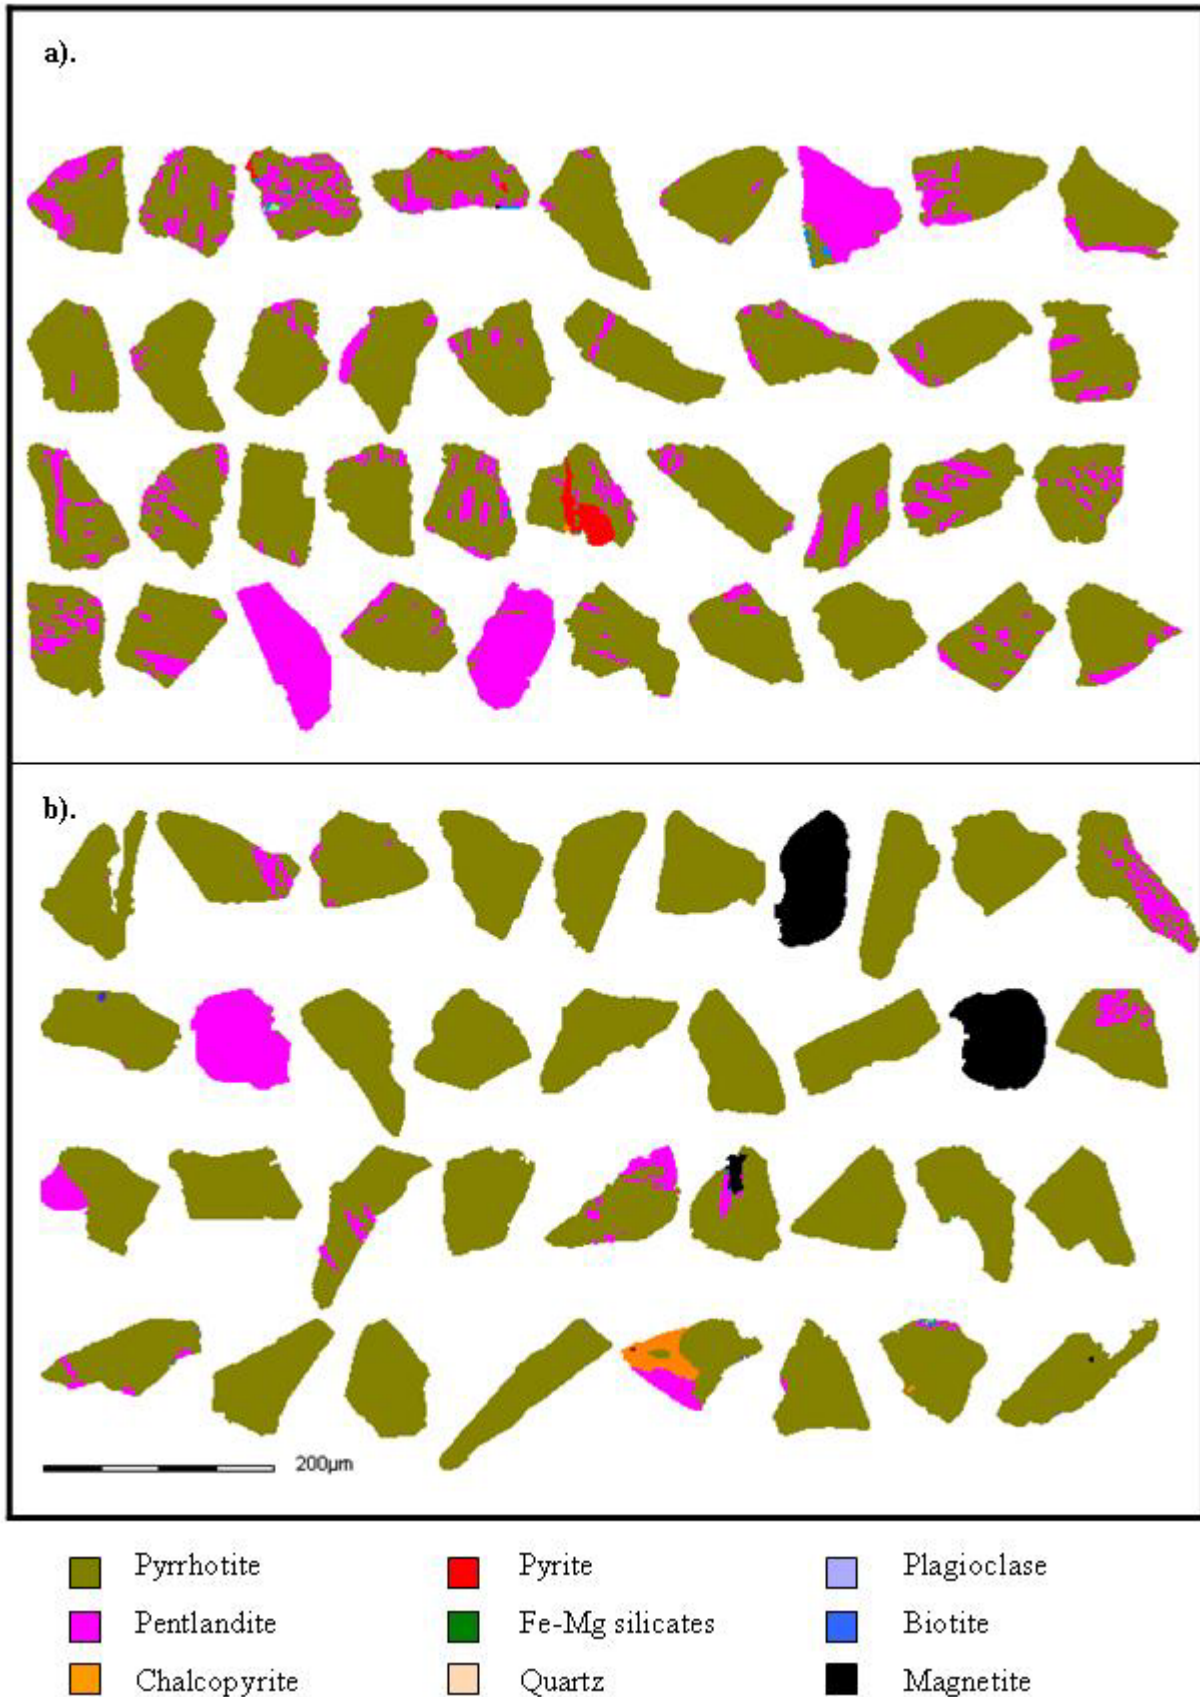 a).
b).
200µm
Pyrrhotite Pyrite Plagioclase
Pentlandite Fe-Mg silicates Biotite
Chalcopyrite Quartz Magnetite